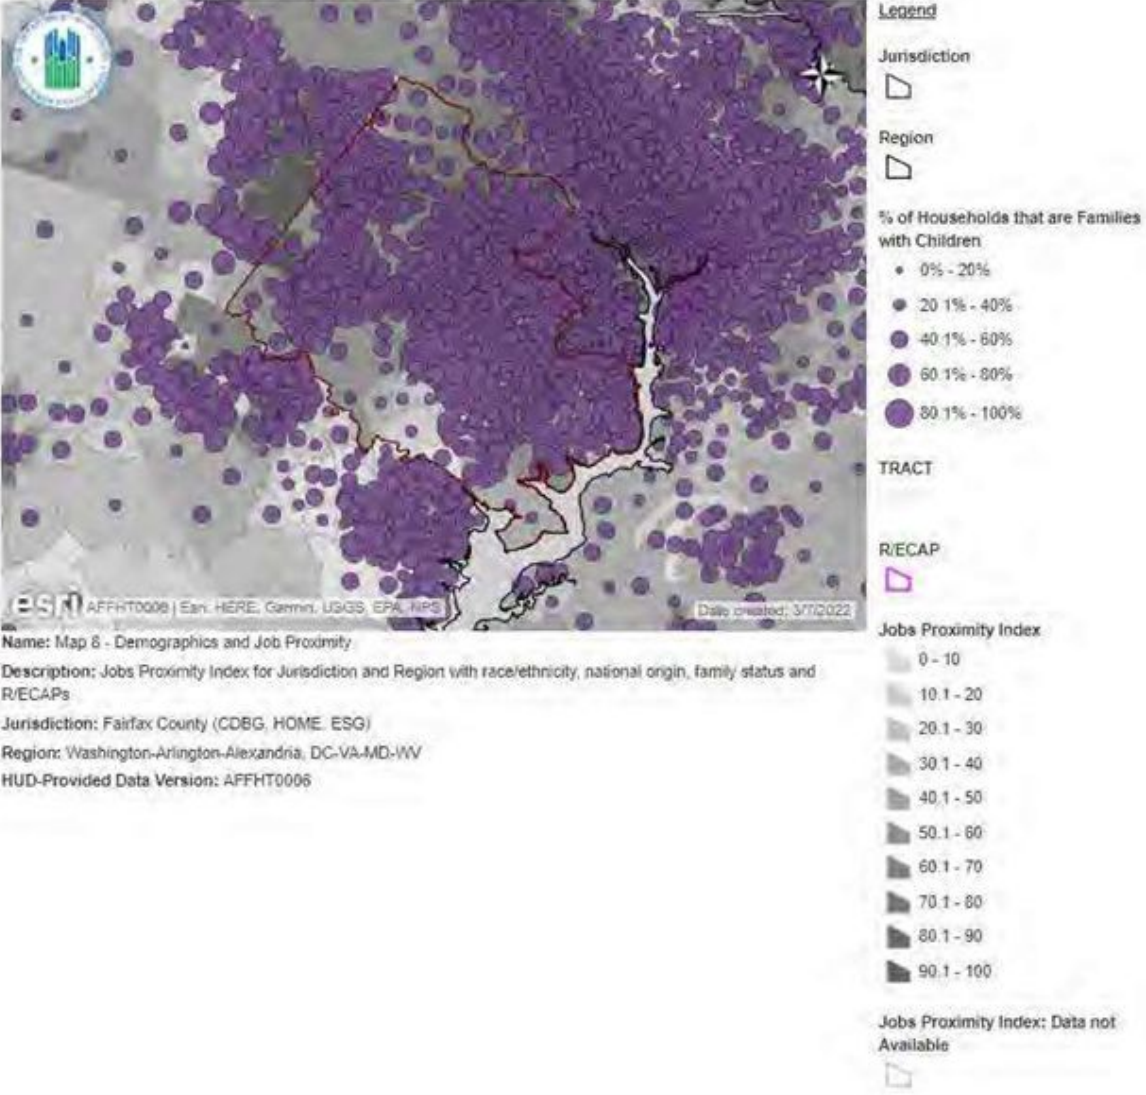 Legend
Jurisdiction
Region
% of Households that are Families
with Children
0% - 20%
20.1% - 40%
40.1% - 60%
60.1% - 80%
80.1% - 100%
TRACT
R/ECAP
Jobs Proximity Index
0 - 10
10.1 - 20
20.1 - 30
30.1 - 40
40.1 - 50
50.1 - 60
60.1 - 70
70.1 - 80
80.1 - 90
90.1 - 100
Jobs Proximity Index: Data not
Available
esri AFFHT0006 | Esri, HERE, Garmin, USGS, EPA, NPS
Date created: 3/7/2022
Name: Map 8 - Demographics and Job Proximity
Description: Jobs Proximity Index for Jurisdiction and Region with race/ethnicity, national origin, family status and
R/ECAPs
Jurisdiction: Fairfax County (CDBG, HOME, ESG)
Region: Washington-Arlington-Alexandria, DC-VA-MD-WV
HUD-Provided Data Version: AFFHT0006